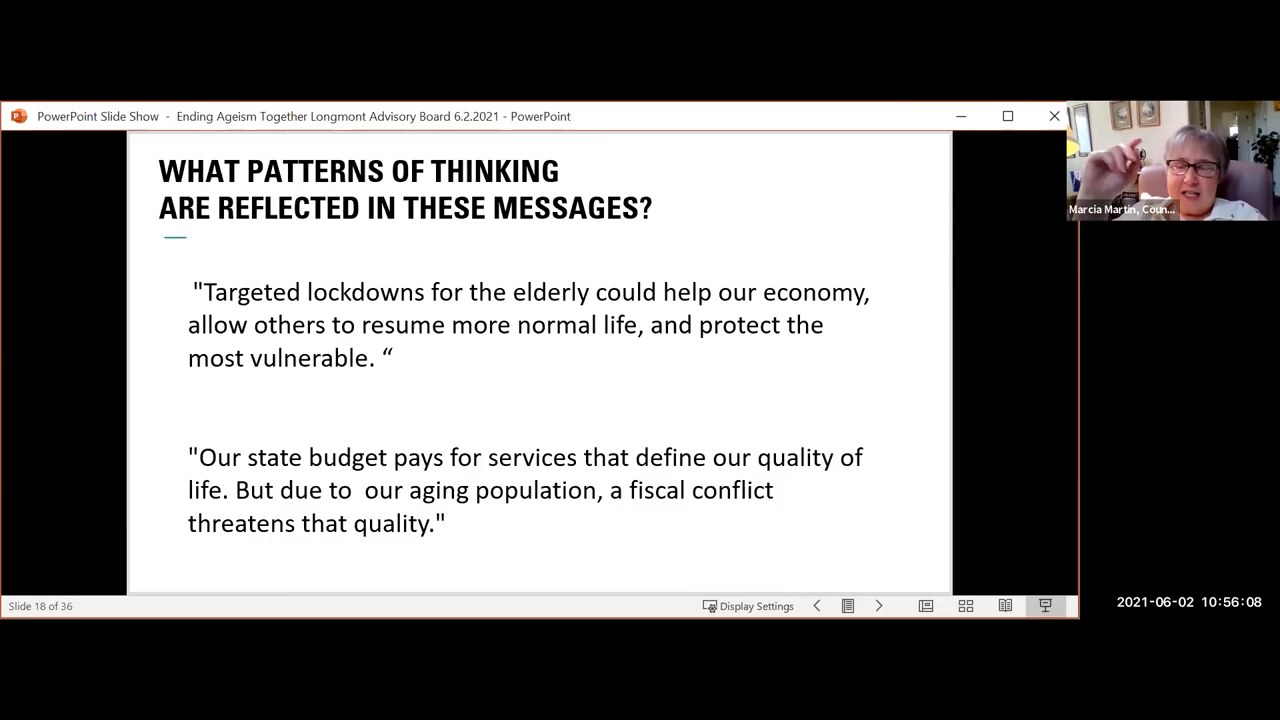 PowerPoint Slide Show - Ending Ageism Together Longmont Advisory Board 6.2.2021 - PowerPoint
WHAT PATTERNS OF THINKING
ARE REFLECTED IN THESE MESSAGES?
"Targeted lockdowns for the elderly could help our economy,
allow others to resume more normal life, and protect the
most vulnerable. “
"Our state budget pays for services that define our quality of
life. But due to our aging population, a fiscal conflict
threatens that quality."
Marcia Martin, Coun...
Slide 18 of 36
Display Settings
2021-06-02 10:56:08